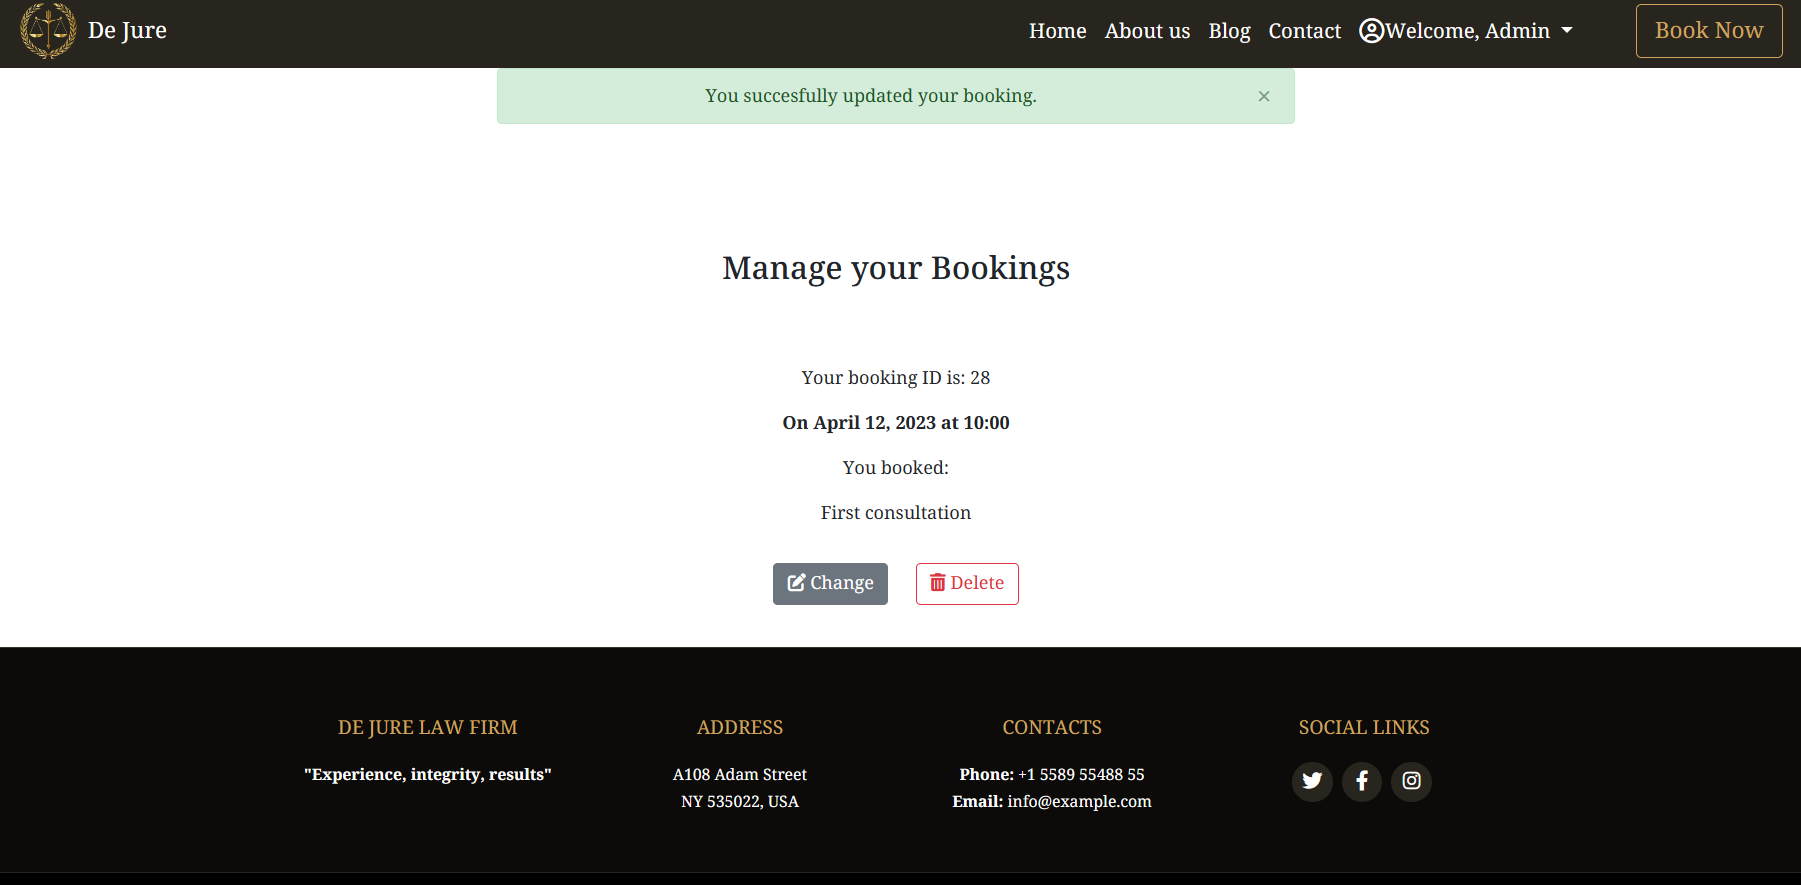 De Jure
Home About us Blog Contact Welcome, Admin Book Now
You succesfully updated your booking. ×
Manage your Bookings
Your booking ID is: 28
On April 12, 2023 at 10:00
You booked:
First consultation
Change Delete
DE JURE LAW FIRM
"Experience, integrity, results"
ADDRESS
A108 Adam Street
NY 535022, USA
CONTACTS
Phone: +1 5589 55488 55
Email: info@example.com
SOCIAL LINKS